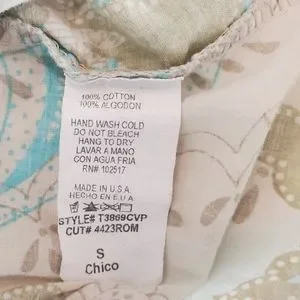 100% COTTON
100% ALGODON
HAND WASH COLD
DO NOT BLEACH
HANG TO DRY
LAVAR A MANO
CON AGUA FRIA
RN# 102517
MADE IN U.S.A
HECHO EN E.U.A
STYLE# T3869CVP
CUT# 4423ROM
S
Chico